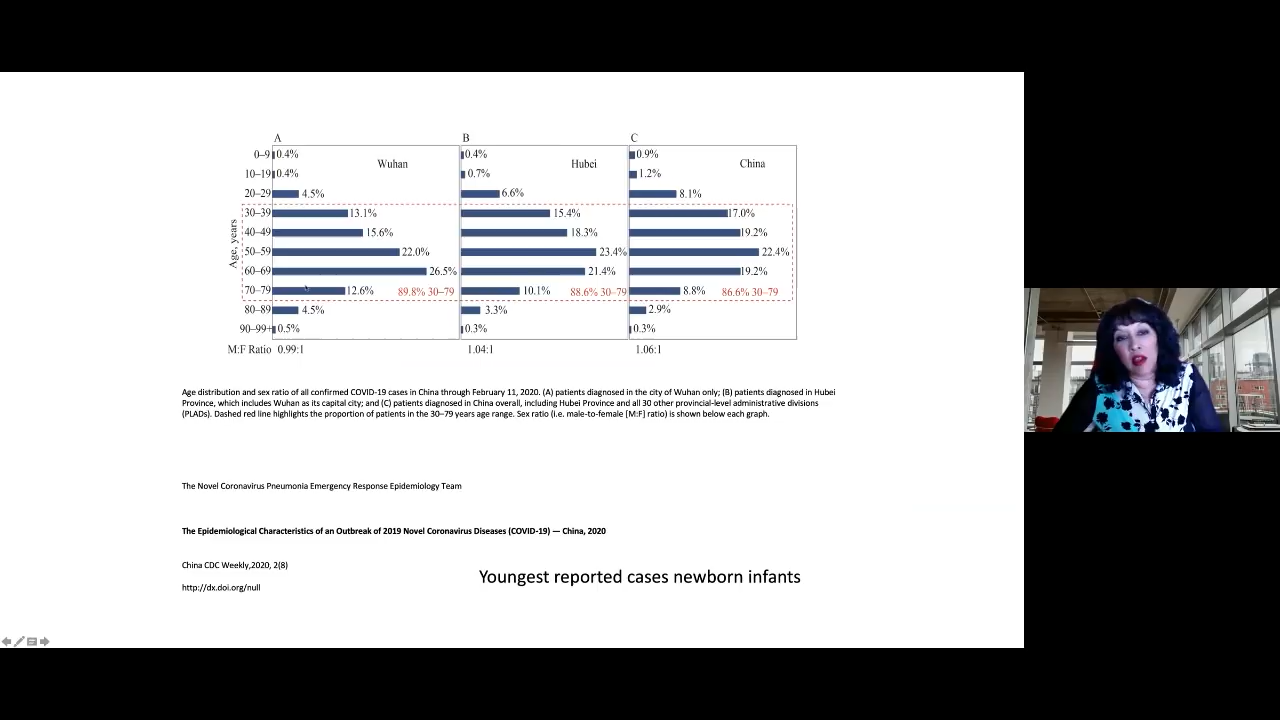 A B C
Wuhan Hubei China
Age, years
0–9 0.4% 0.4% 0.9%
10–19 0.4% 0.7% 1.2%
20–29 4.5% 6.6% 8.1%
30–39 13.1% 15.4% 17.0%
40–49 15.6% 18.3% 19.2%
50–59 22.0% 23.4% 22.4%
60–69 26.5% 21.4% 19.2%
70–79 12.6% 89.8% 30–79 10.1% 88.6% 30–79 8.8% 86.6% 30–79
80–89 4.5% 3.3% 2.9%
90–99+ 0.5% 0.3% 0.3%
M:F Ratio 0.99:1 1.04:1 1.06:1
Age distribution and sex ratio of all confirmed COVID-19 cases in China through February 11, 2020. (A) patients diagnosed in the city of Wuhan only; (B) patients diagnosed in Hubei
Province, which includes Wuhan as its capital city; and (C) patients diagnosed in China overall, including Hubei Province and all 30 other provincial-level administrative divisions
(PLADs). Dashed red line highlights the proportion of patients in the 30–79 years age range. Sex ratio (i.e. male-to-female [M:F] ratio) is shown below each graph.
The Novel Coronavirus Pneumonia Emergency Response Epidemiology Team
The Epidemiological Characteristics of an Outbreak of 2019 Novel Coronavirus Diseases (COVID-19) — China, 2020
China CDC Weekly,2020, 2(8)
http://dx.doi.org/null
Youngest reported cases newborn infants